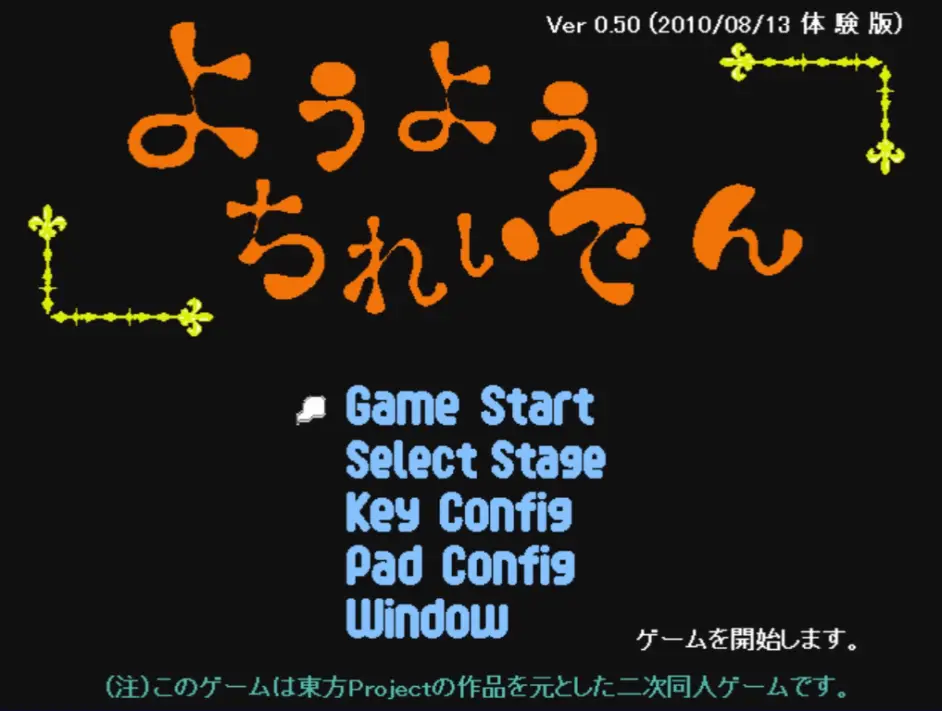 Ver 0.50 (2010/08/13 体験版)
ようよう
ちれいでん
Game Start
Select Stage
Key Config
Pad Config
Window
ゲームを開始します。
(注)このゲームは東方Projectの作品を元とした二次同人ゲームです。